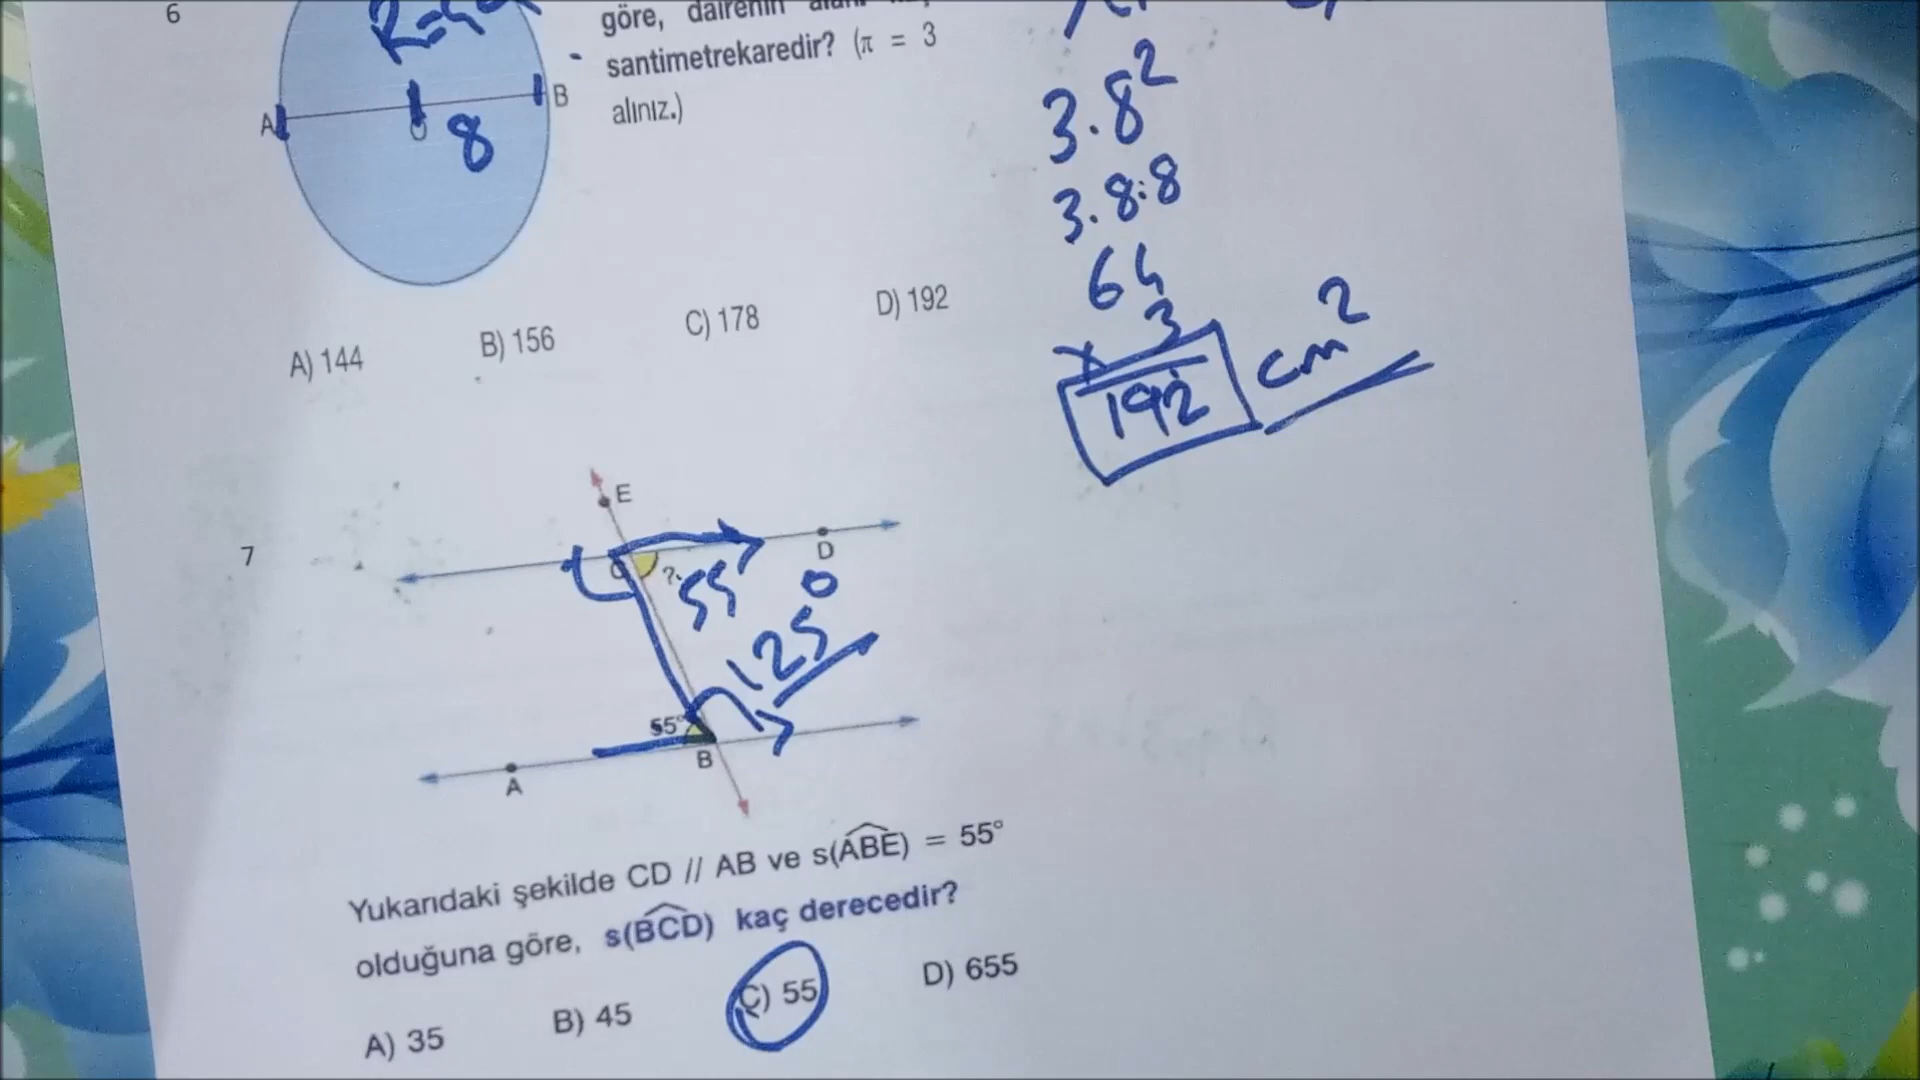 6
göre, dairenin
santimetrekaredir? (π = 3
alınız.)
A
B
8
3.8²
3.8.8
64
x 3
192 cm²
A) 144
B) 156
C) 178
D) 192
7
E
D
C
?
55
125°
55°
B
A
Yukarıdaki şekilde CD // AB ve s(ABE) = 55°
olduğuna göre, s(BCD) kaç derecedir?
A) 35
B) 45
C) 55
D) 655